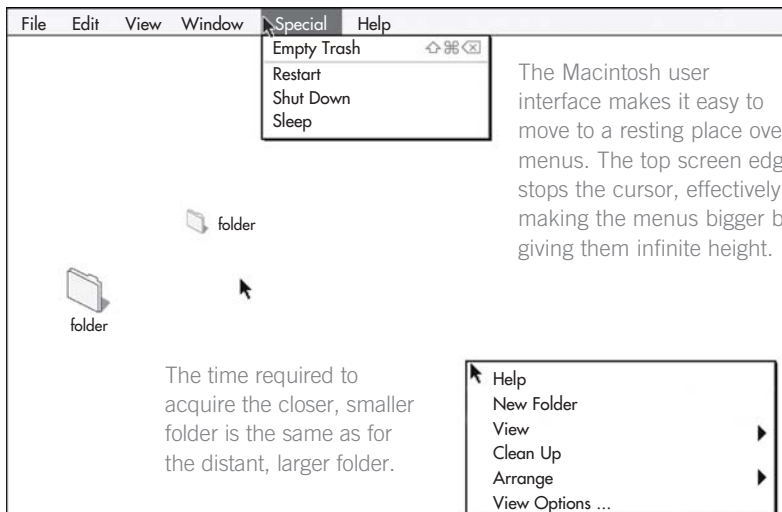 File Edit View Window Special Help
Empty Trash ⇧⌘⌫
Restart
Shut Down
Sleep
The Macintosh user
interface makes it easy to
move to a resting place ove
menus. The top screen edg
stops the cursor, effectively
making the menus bigger b
giving them infinite height.
folder
folder
The time required to
acquire the closer, smaller
folder is the same as for
the distant, larger folder.
Help
New Folder
View
Clean Up
Arrange
View Options ...